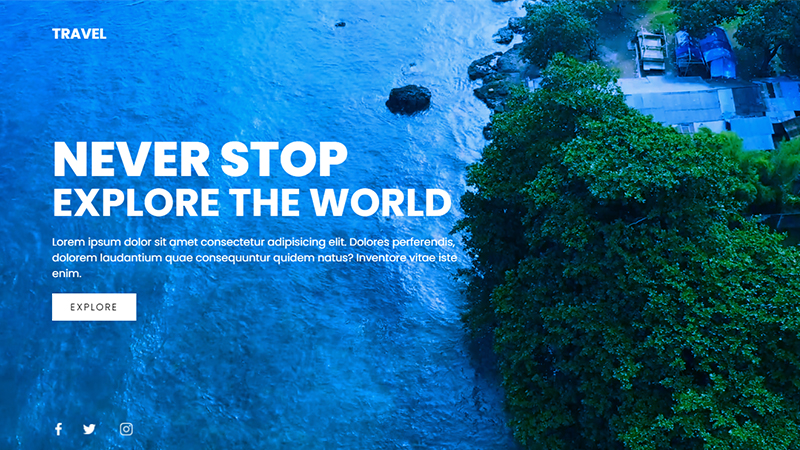 TRAVEL
NEVER STOP
EXPLORE THE WORLD
Lorem ipsum dolor sit amet consectetur adipisicing elit. Dolores perferendis,
dolorem laudantium quae consequuntur quidem natus? Inventore vitae iste
enim.
EXPLORE